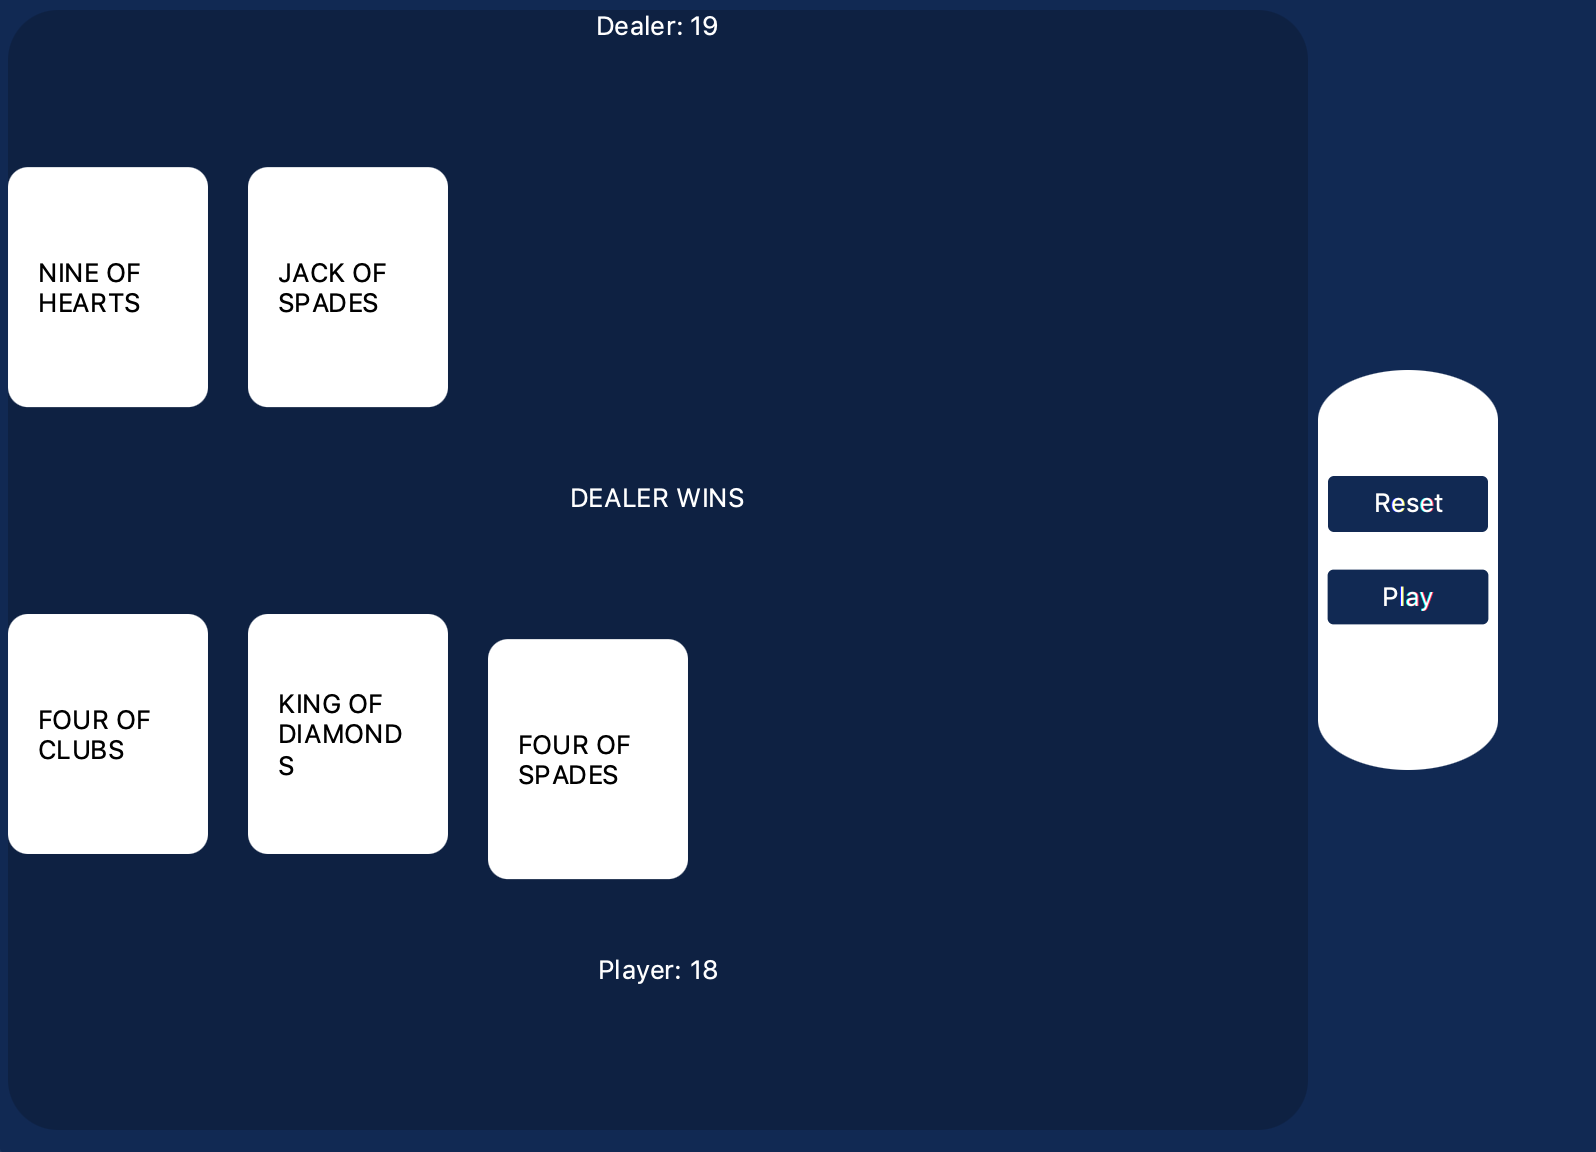 Dealer: 19
NINE OF
HEARTS
JACK OF
SPADES
DEALER WINS
Reset
Play
FOUR OF
CLUBS
KING OF
DIAMOND
S
FOUR OF
SPADES
Player: 18